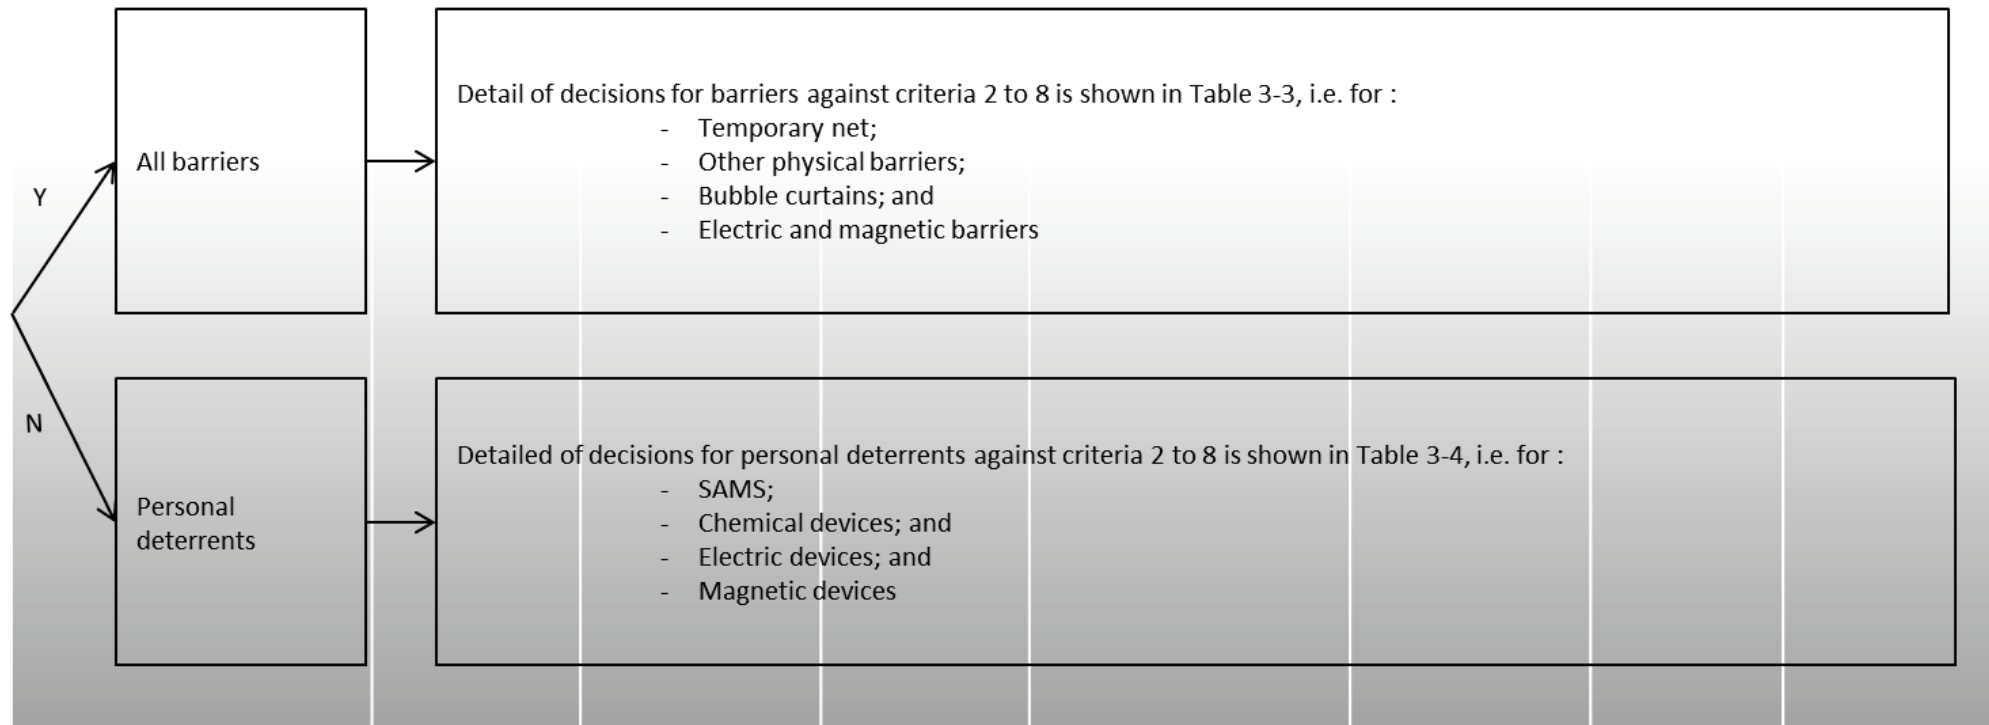 Y
All barriers
Detail of decisions for barriers against criteria 2 to 8 is shown in Table 3-3, i.e. for :
- Temporary net;
- Other physical barriers;
- Bubble curtains; and
- Electric and magnetic barriers
N
Personal
deterrents
Detailed of decisions for personal deterrents against criteria 2 to 8 is shown in Table 3-4, i.e. for :
- SAMS;
- Chemical devices; and
- Electric devices; and
- Magnetic devices